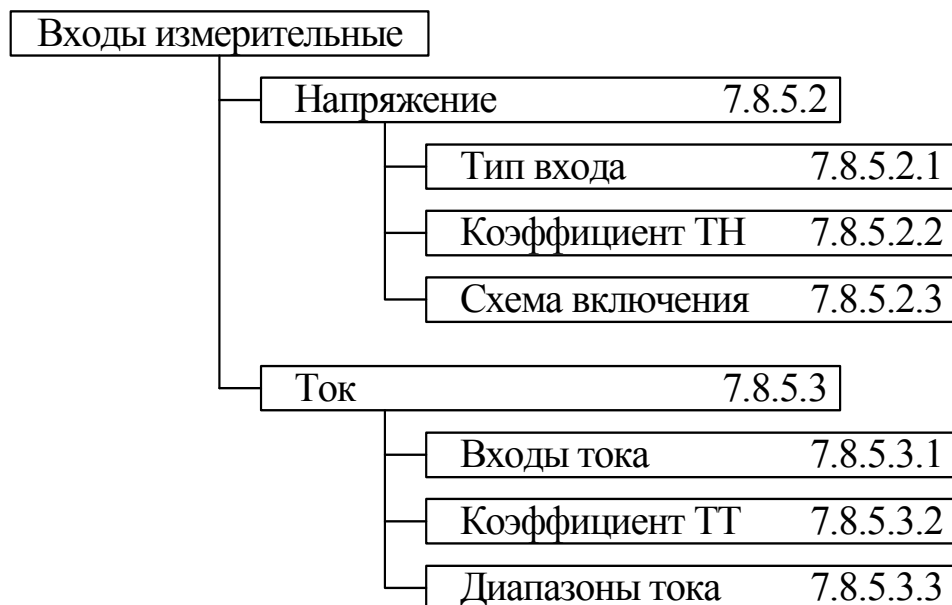 Входы измерительные
Напряжение 7.8.5.2
Тип входа 7.8.5.2.1
Коэффициент ТН 7.8.5.2.2
Схема включения 7.8.5.2.3
Ток 7.8.5.3
Входы тока 7.8.5.3.1
Коэффициент ТТ 7.8.5.3.2
Диапазоны тока 7.8.5.3.3